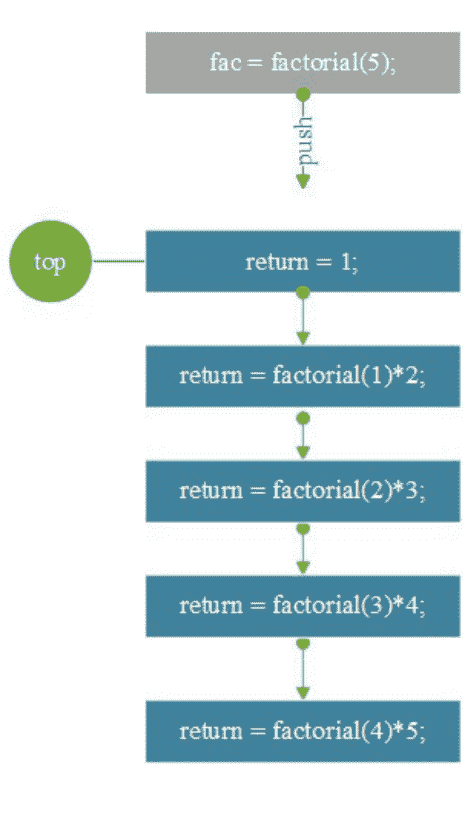 fac = factorial(5);
push
top
return = 1;
return = factorial(1)*2;
return = factorial(2)*3;
return = factorial(3)*4;
return = factorial(4)*5;